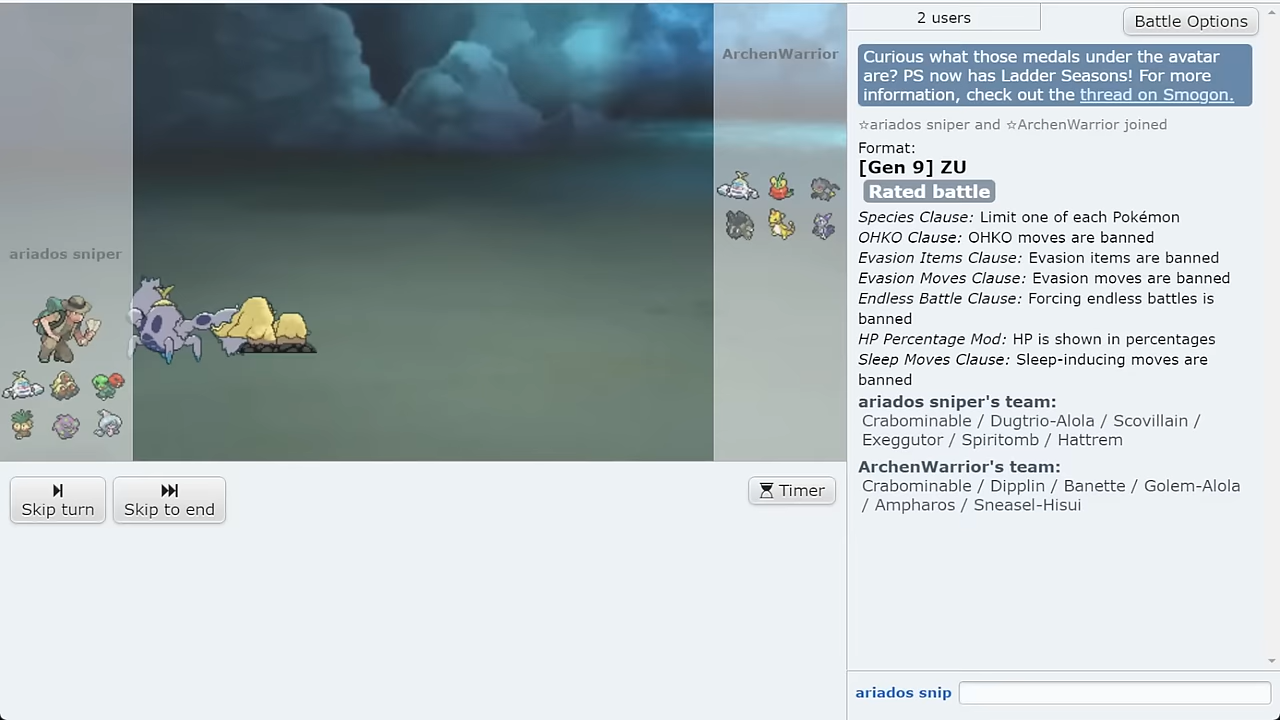 2 users
Battle Options
ArchenWarrior
Curious what those medals under the avatar
are? PS now has Ladder Seasons! For more
information, check out the thread on Smogon.
☆ariados sniper and ☆ArchenWarrior joined
Format:
[Gen 9] ZU
Rated battle
Species Clause: Limit one of each Pokémon
OHKO Clause: OHKO moves are banned
Evasion Items Clause: Evasion items are banned
Evasion Moves Clause: Evasion moves are banned
Endless Battle Clause: Forcing endless battles is
banned
HP Percentage Mod: HP is shown in percentages
Sleep Moves Clause: Sleep-inducing moves are
banned
ariados sniper's team:
Crabominable / Dugtrio-Alola / Scovillain /
Exeggutor / Spiritomb / Hattrem
ArchenWarrior's team:
Crabominable / Dipplin / Banette / Golem-Alola
/ Ampharos / Sneasel-Hisui
ariados sniper
Skip turn
Skip to end
Timer
ariados snip